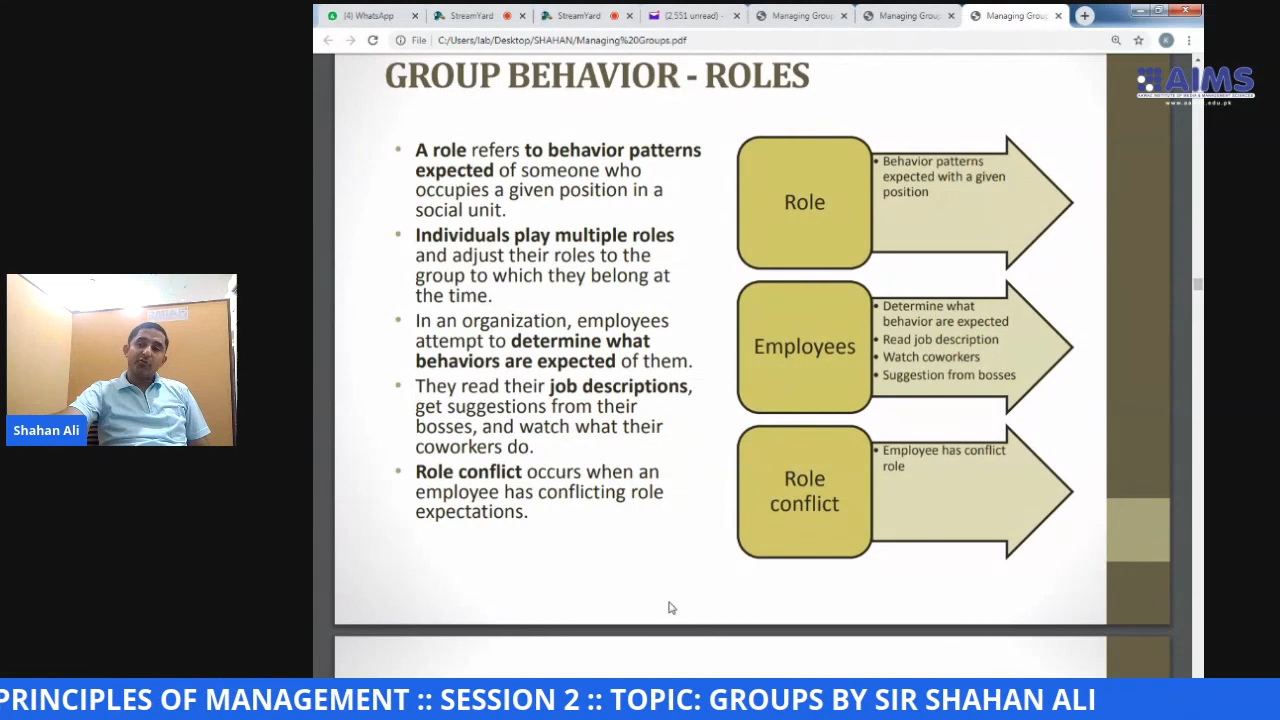 (4) WhatsApp
StreamYard
StreamYard
(2,551 unread) -
Managing Group
Managing Group
Managing Group
File
C:/Users/lab/Desktop/SHAHAN/Managing%20Groups.pdf
K
AIMS
www.aaims.edu.pk
GROUP BEHAVIOR - ROLES
• A role refers to behavior patterns
expected of someone who
occupies a given position in a
social unit.
• Individuals play multiple roles
and adjust their roles to the
group to which they belong at
the time.
• In an organization, employees
attempt to determine what
behaviors are expected of them.
• They read their job descriptions,
get suggestions from their
bosses, and watch what their
coworkers do.
• Role conflict occurs when an
employee has conflicting role
expectations.
Role
• Behavior patterns
expected with a given
position
Employees
• Determine what
behavior are expected
• Read job description
• Watch coworkers
• Suggestion from bosses
Role
conflict
• Employee has conflict
role
Shahan Ali
PRINCIPLES OF MANAGEMENT :: SESSION 2 :: TOPIC: GROUPS BY SIR SHAHAN ALI